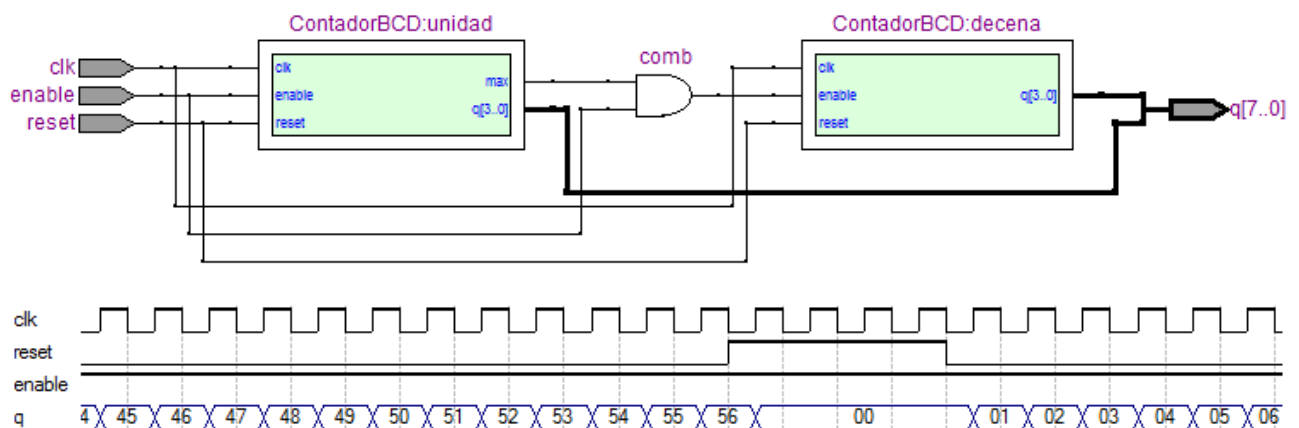 ContadorBCD:unidad ContadorBCD:decena
comb
clk clk clk
max
enable enable enable q[3..0] q[7..0]
q[3..0]
reset reset reset
clk
reset
enable
q 4 45 46 47 48 49 50 51 52 53 54 55 56 00 01 02 03 04 05 06